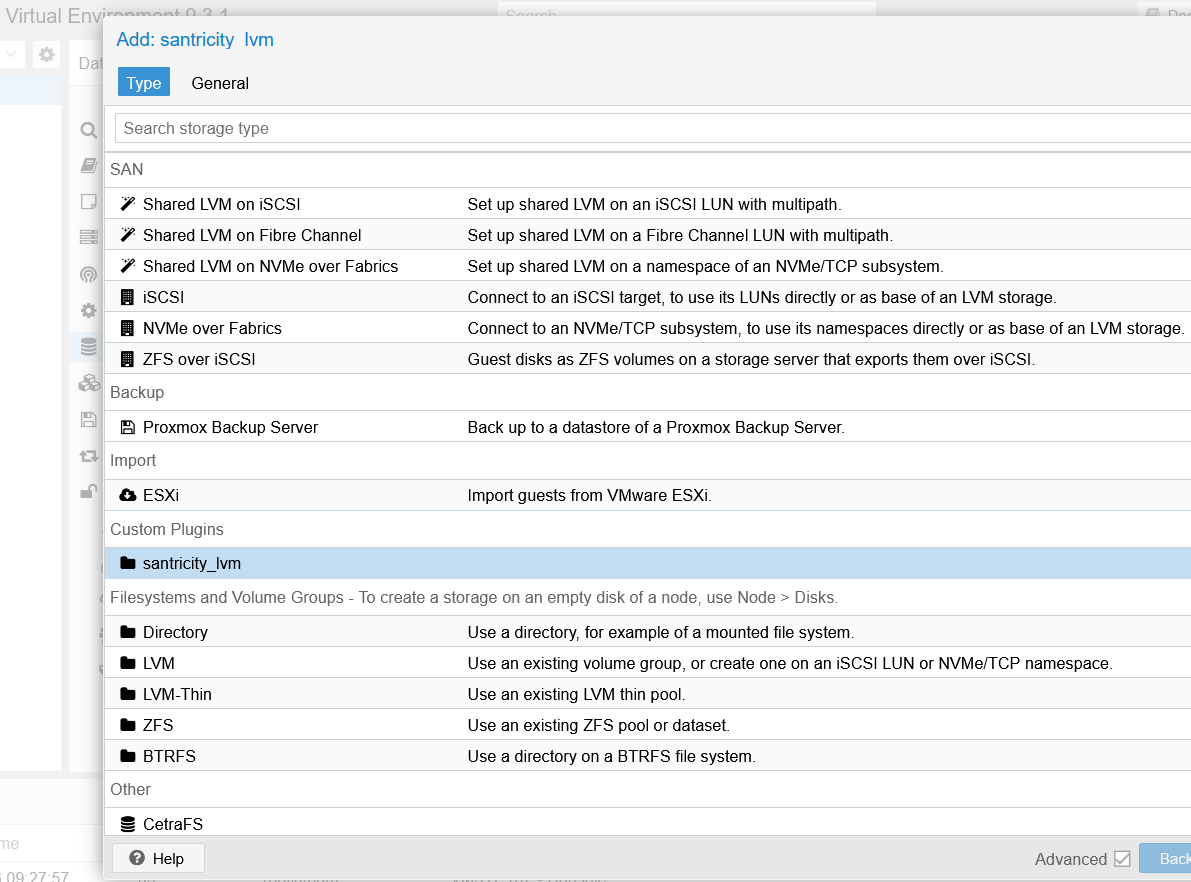 Virtual Environment 9.3.1
Search
Add: santricity_lvm
Type General
Search storage type
SAN
Shared LVM on iSCSI Set up shared LVM on an iSCSI LUN with multipath.
Shared LVM on Fibre Channel Set up shared LVM on a Fibre Channel LUN with multipath.
Shared LVM on NVMe over Fabrics Set up shared LVM on a namespace of an NVMe/TCP subsystem.
iSCSI Connect to an iSCSI target, to use its LUNs directly or as base of an LVM storage.
NVMe over Fabrics Connect to an NVMe/TCP subsystem, to use its namespaces directly or as base of an LVM storage.
ZFS over iSCSI Guest disks as ZFS volumes on a storage server that exports them over iSCSI.
Backup
Proxmox Backup Server Back up to a datastore of a Proxmox Backup Server.
Import
ESXi Import guests from VMware ESXi.
Custom Plugins
santricity_lvm
Filesystems and Volume Groups - To create a storage on an empty disk of a node, use Node > Disks.
Directory Use a directory, for example of a mounted file system.
LVM Use an existing volume group, or create one on an iSCSI LUN or NVMe/TCP namespace.
LVM-Thin Use an existing LVM thin pool.
ZFS Use an existing ZFS pool or dataset.
BTRFS Use a directory on a BTRFS file system.
Other
CetraFS
Help Advanced Back
09:27:57